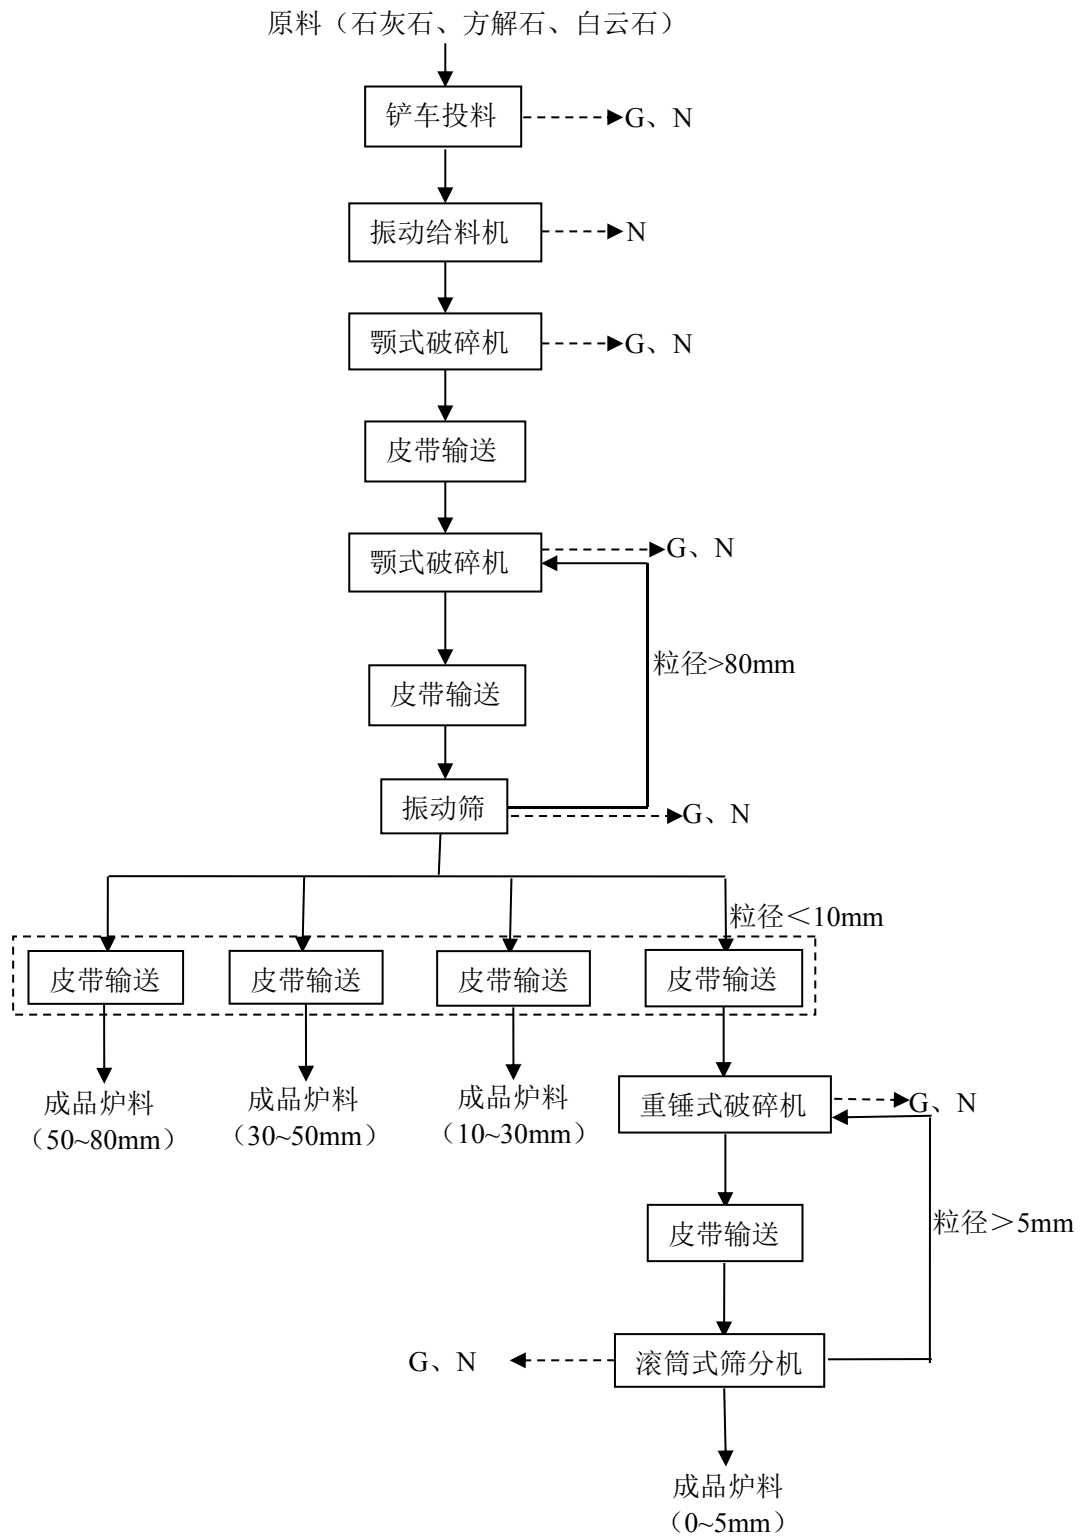 原料（石灰石、方解石、白云石）
铲车投料
G、N
振动给料机
N
颚式破碎机
G、N
皮带输送
颚式破碎机
G、N
粒径>80mm
皮带输送
振动筛
G、N
粒径＜10mm
皮带输送
皮带输送
皮带输送
皮带输送
成品炉料
（50~80mm）
成品炉料
（30~50mm）
成品炉料
（10~30mm）
重锤式破碎机
G、N
皮带输送
粒径＞5mm
G、N
滚筒式筛分机
成品炉料
（0~5mm）